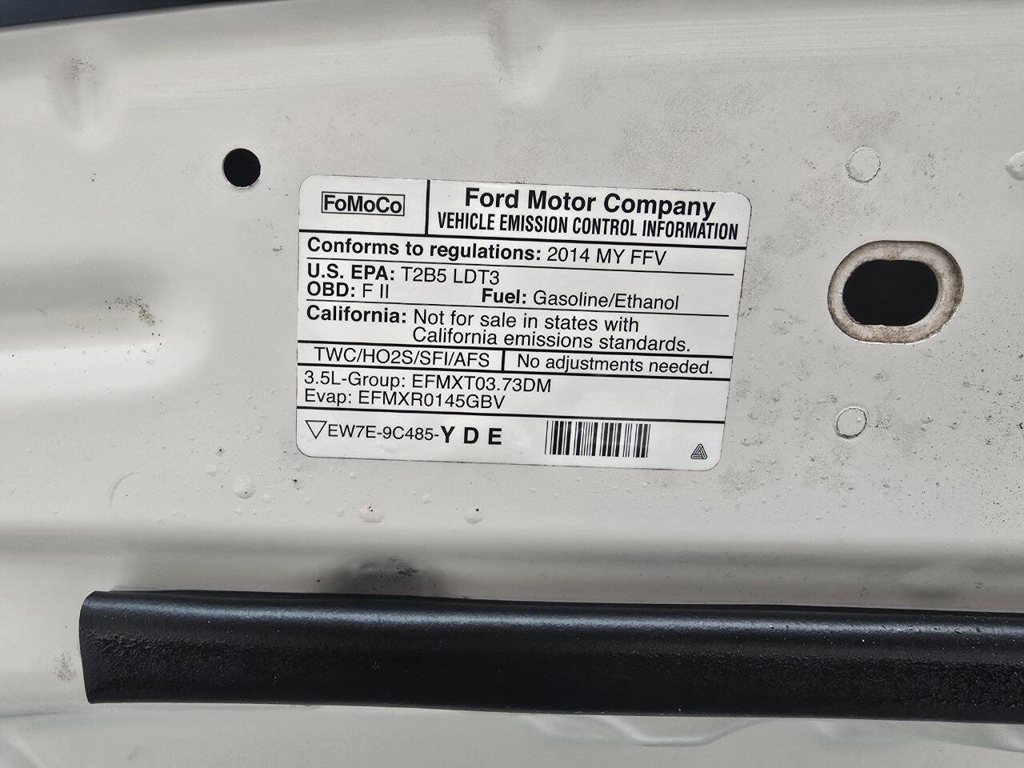 FoMoCo
Ford Motor Company
VEHICLE EMISSION CONTROL INFORMATION
Conforms to regulations: 2014 MY FFV
U.S. EPA: T2B5 LDT3
OBD: F II Fuel: Gasoline/Ethanol
California: Not for sale in states with
California emissions standards.
TWC/HO2S/SFI/AFS No adjustments needed.
3.5L-Group: EFMXT03.73DM
Evap: EFMXR0145GBV
EW7E-9C485-Y D E